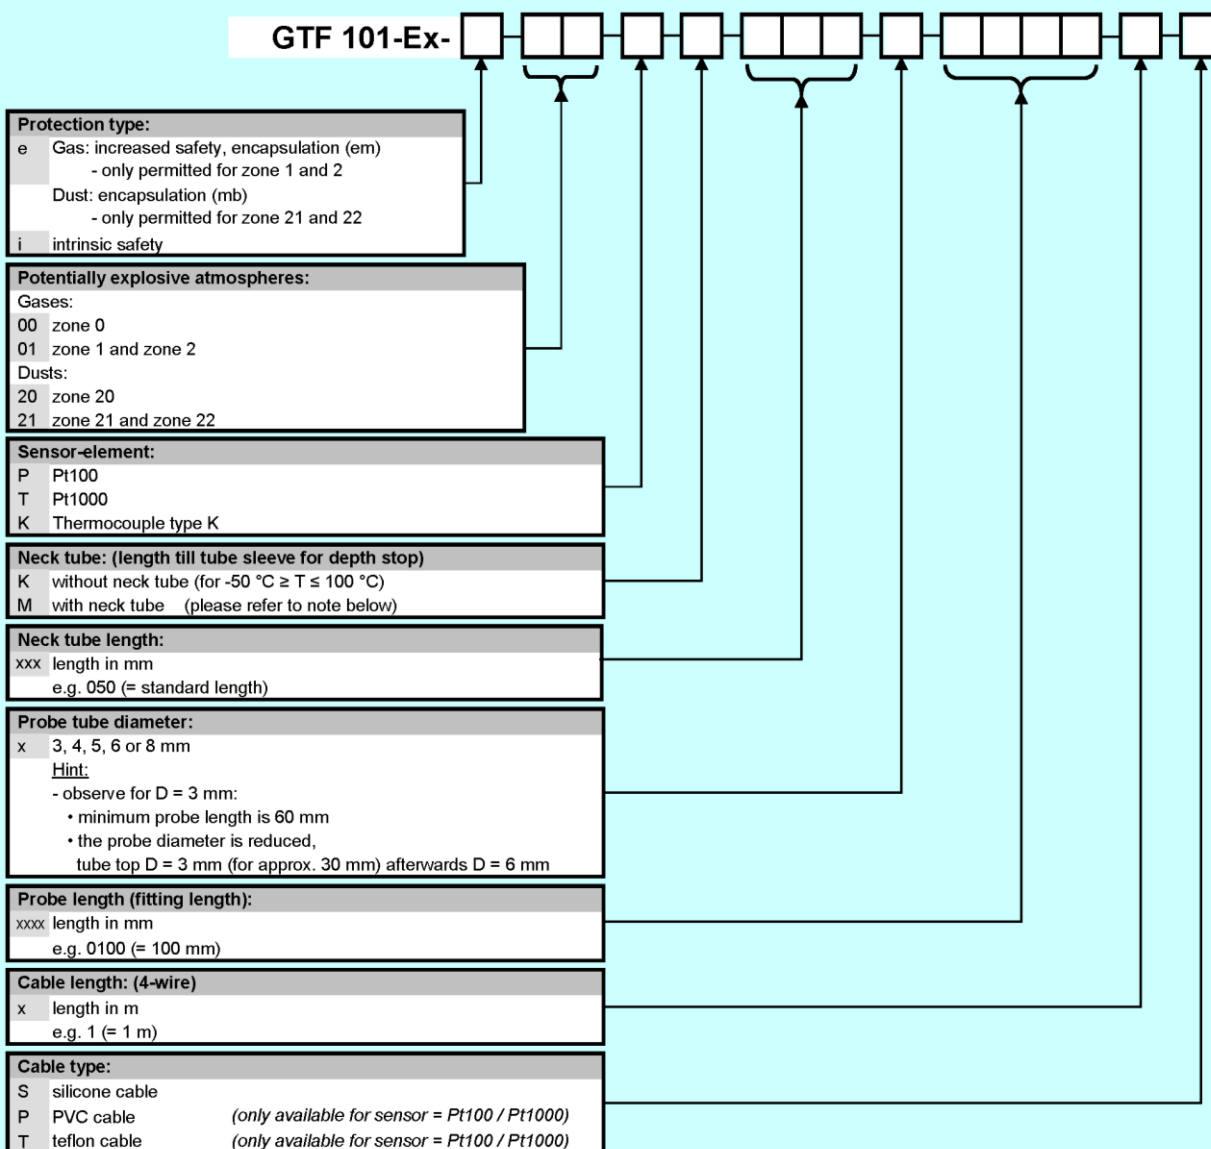 GTF 101-Ex-
Protection type:
e Gas: increased safety, encapsulation (em)
- only permitted for zone 1 and 2
Dust: encapsulation (mb)
- only permitted for zone 21 and 22
i intrinsic safety
Potentially explosive atmospheres:
Gases:
00 zone 0
01 zone 1 and zone 2
Dusts:
20 zone 20
21 zone 21 and zone 22
Sensor-element:
P Pt100
T Pt1000
K Thermocouple type K
Neck tube: (length till tube sleeve for depth stop)
K without neck tube (for -50 °C ≥ T ≤ 100 °C)
M with neck tube (please refer to note below)
Neck tube length:
xxx length in mm
e.g. 050 (= standard length)
Probe tube diameter:
x 3, 4, 5, 6 or 8 mm
Hint:
- observe for D = 3 mm:
• minimum probe length is 60 mm
• the probe diameter is reduced,
tube top D = 3 mm (for approx. 30 mm) afterwards D = 6 mm
Probe length (fitting length):
xxxx length in mm
e.g. 0100 (= 100 mm)
Cable length: (4-wire)
x length in m
e.g. 1 (= 1 m)
Cable type:
S silicone cable
P PVC cable (only available for sensor = Pt100 / Pt1000)
T teflon cable (only available for sensor = Pt100 / Pt1000)